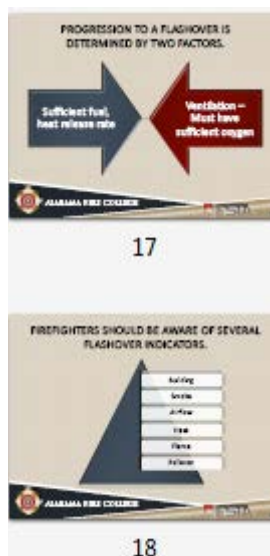 PROGRESSION TO A FLASHOVER IS
DETERMINED BY TWO FACTORS.
Sufficient fuel,
heat release rate
Ventilation –
Must have
sufficient oxygen
ALABAMA FIRE COLLEGE
17
FIREFIGHTERS SHOULD BE AWARE OF SEVERAL
FLASHOVER INDICATORS.
Building
Smoke
Airflow
Heat
Flame
Rollover
ALABAMA FIRE COLLEGE
18